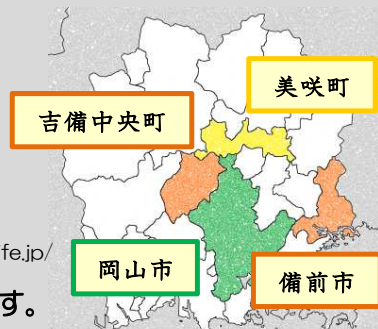 美咲町
吉備中央町
fe.jp/
岡山市
備前市
す。